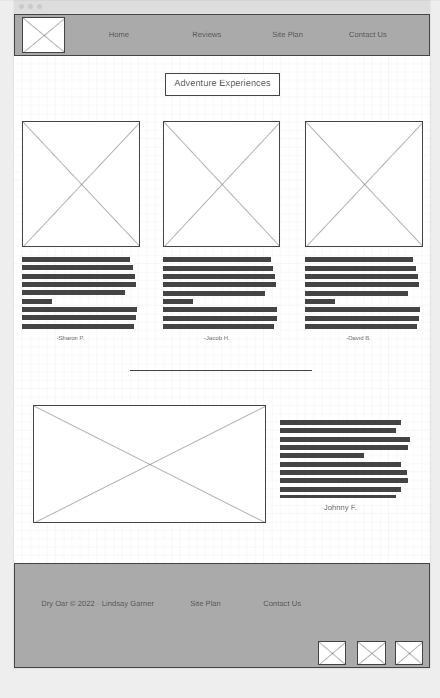 Home Reviews Site Plan Contact Us
Adventure Experiences
-Sharon P. -Jacob H. -David B.
Johnny F.
Dry Oar © 2022 Lindsay Garner Site Plan Contact Us